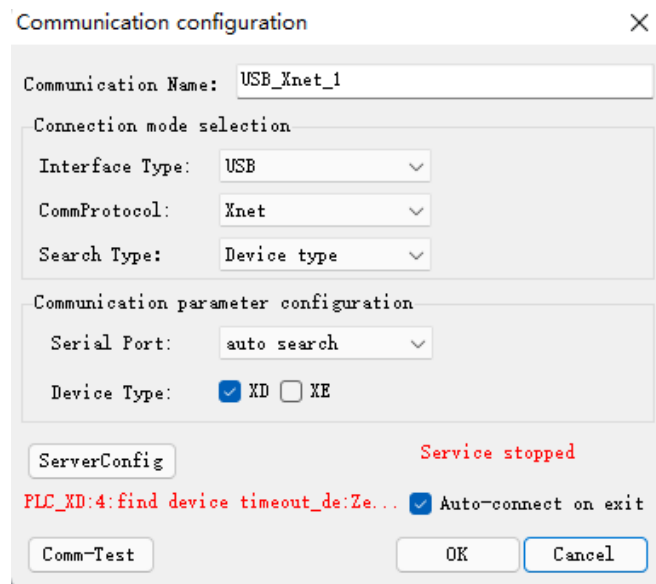 Communication configuration
Communication Name: USB_Xnet_1
Connection mode selection
Interface Type: USB
CommProtocol: Xnet
Search Type: Device type
Communication parameter configuration
Serial Port: auto search
Device Type: XD XE
ServerConfig Service stopped
PLC_XD:4:find device timeout_de:Ze... Auto-connect on exit
Comm-Test OK Cancel